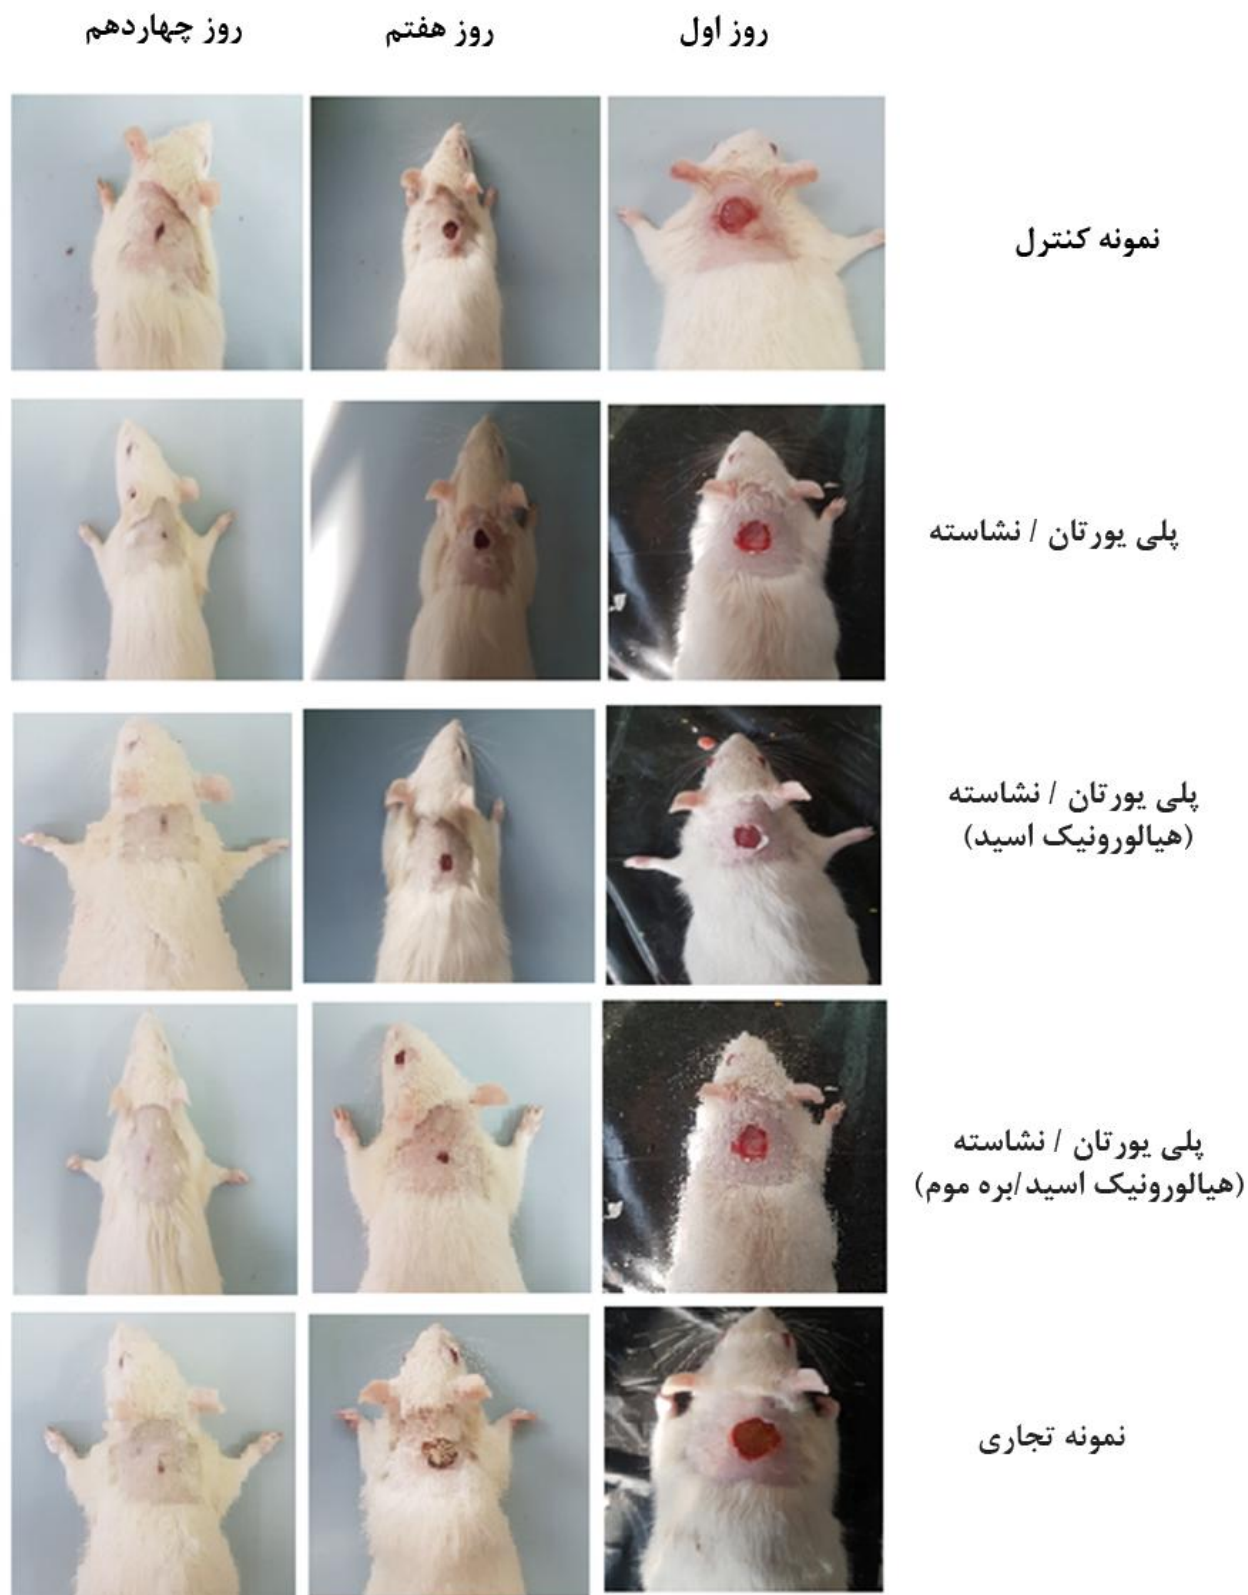 روز اول
روز هفتم
روز چهاردهم
نمونه کنترل
پلی یورتان / نشاسته
پلی یورتان / نشاسته
(هیالورونیک اسید)
پلی یورتان / نشاسته
(هیالورونیک اسید/بره موم)
نمونه تجاری